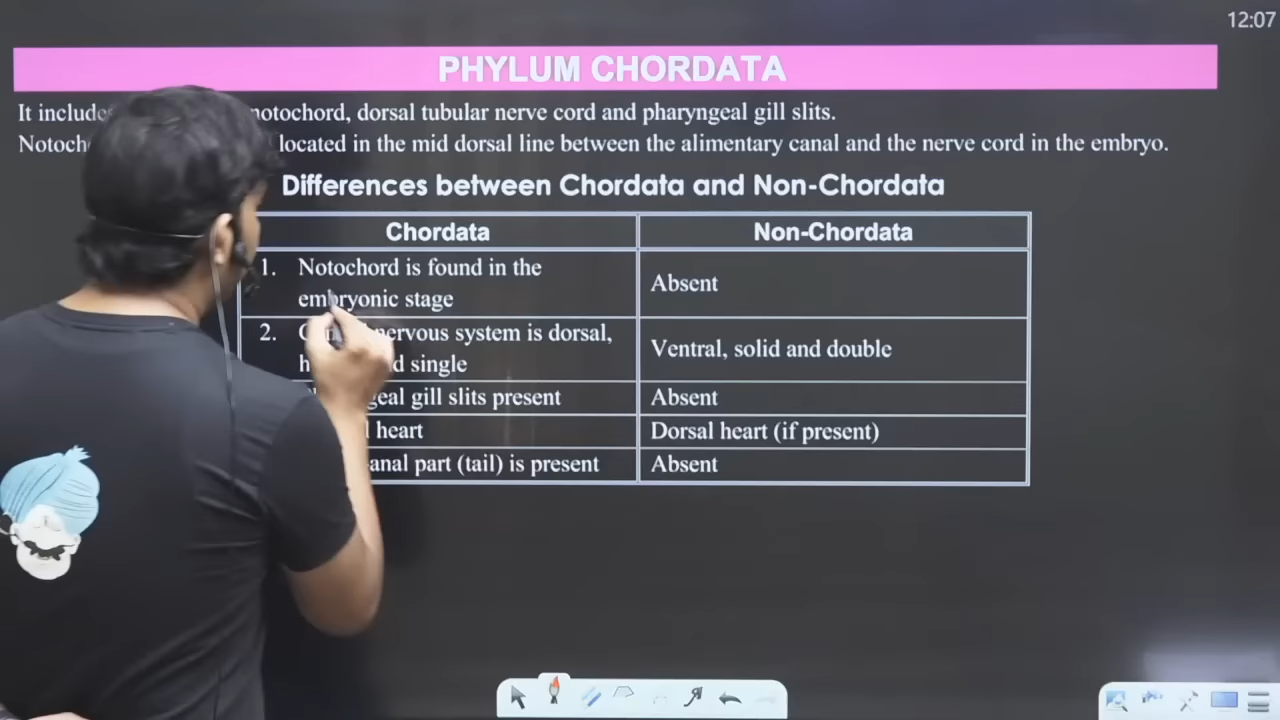 12:07
PHYLUM CHORDATA
It includes notochord, dorsal tubular nerve cord and pharyngeal gill slits.
located in the mid dorsal line between the alimentary canal and the nerve cord in the embryo.
Differences between Chordata and Non-Chordata
Chordata Non-Chordata
1. Notochord is found in the embryonic stage Absent
2. nervous system is dorsal, single Ventral, solid and double
gill slits present Absent
heart Dorsal heart (if present)
anal part (tail) is present Absent